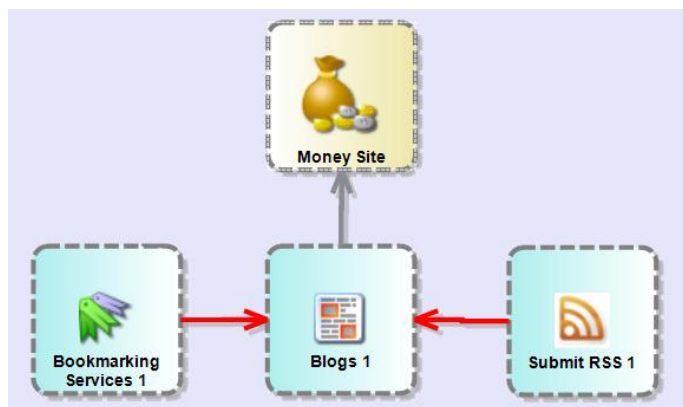 Money Site
Bookmarking
Services 1
Blogs 1
Submit RSS 1